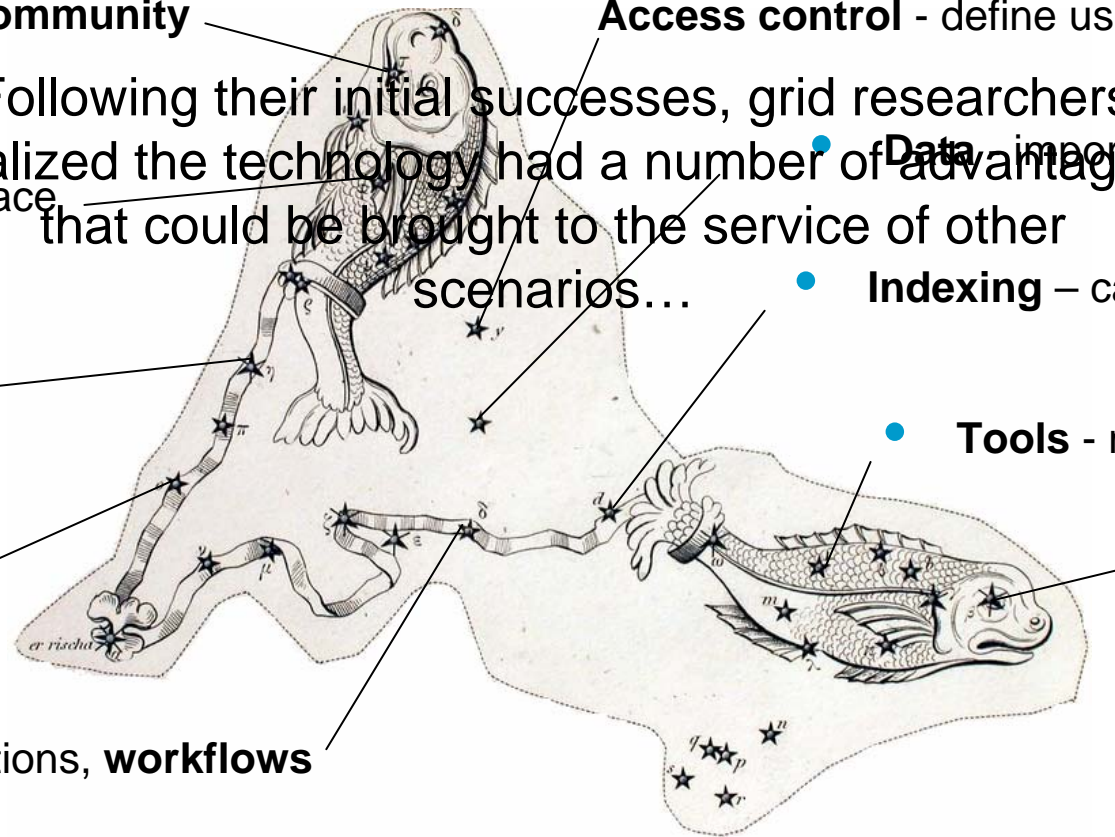 ommunity
Access control - define us
Following their initial successes, grid researchers
alized the technology had a number of advantag
Data - impor
ace
that could be brought to the service of other
scenarios…
Indexing – ca
Tools - r
er rischa
tions, workflows
δ
γ
ς
η
π
d
δ
ζ
ε
ν
μ
b
ω
m
λ
κ
n
q
p
s
r